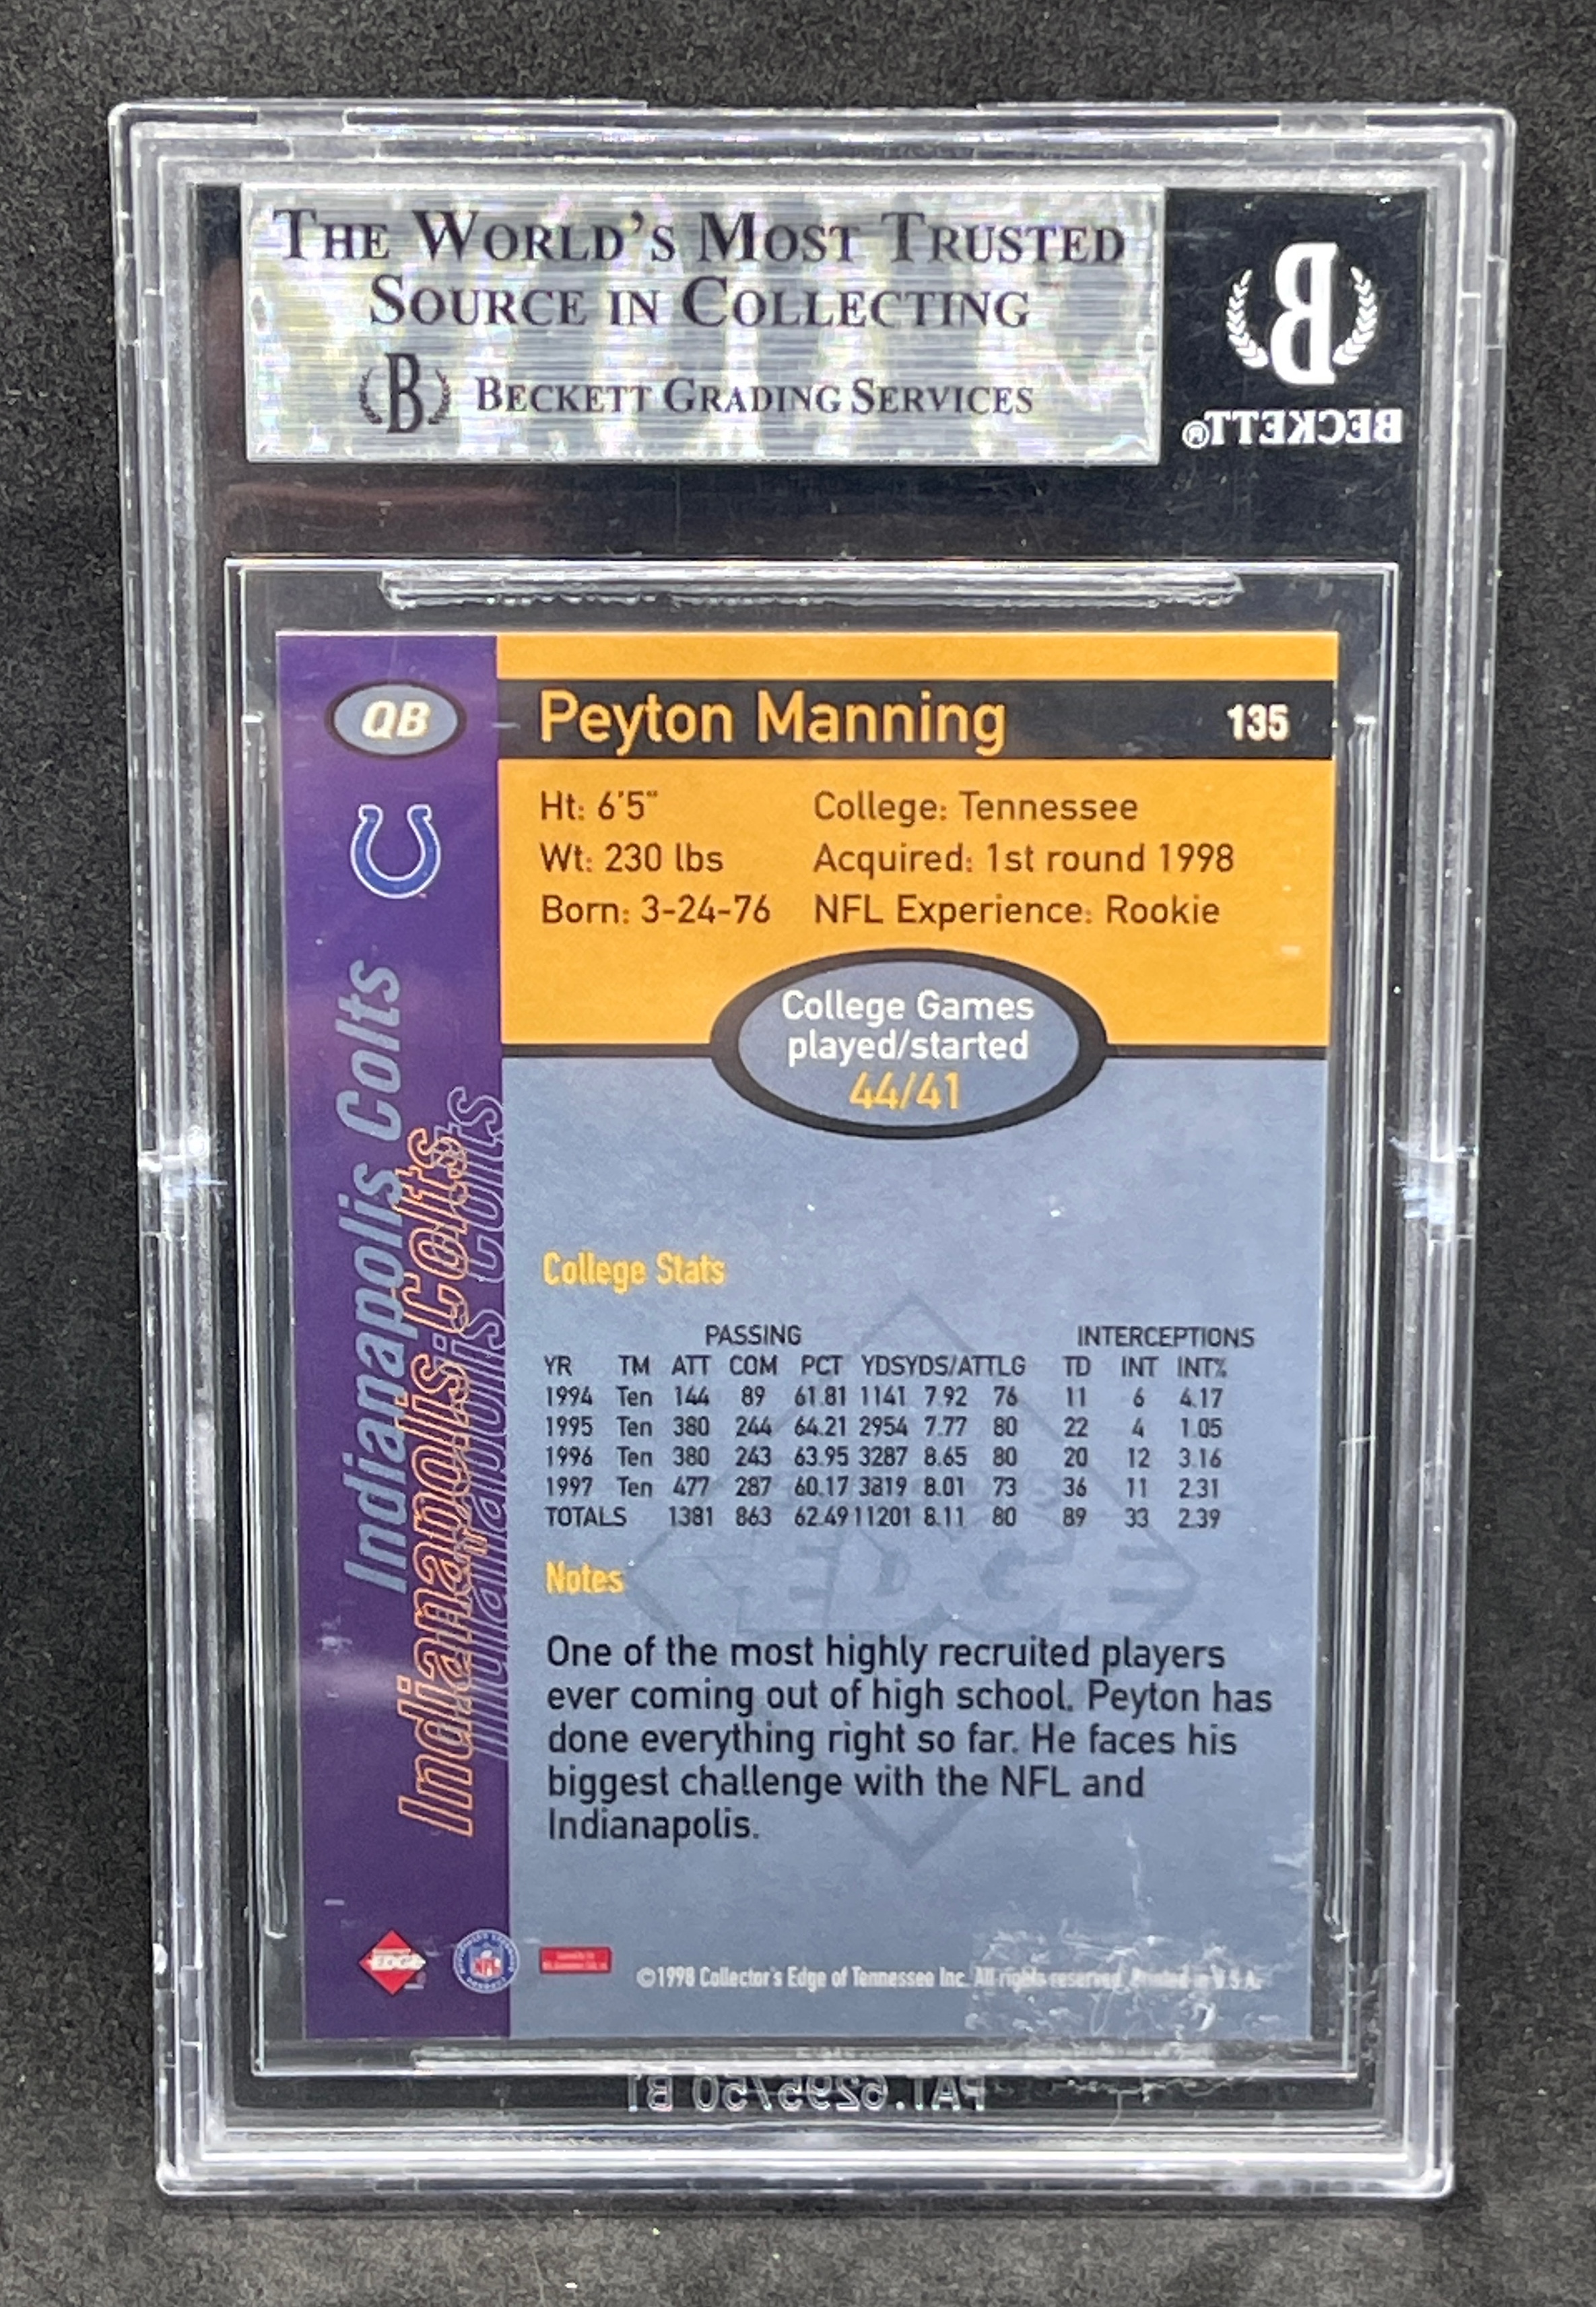 THE WORLD'S MOST TRUSTED
SOURCE IN COLLECTING
B BECKETT GRADING SERVICES
B
BECKETT®
QB
Peyton Manning 135
Ht: 6'5" College: Tennessee
Wt: 230 lbs Acquired: 1st round 1998
Born: 3-24-76 NFL Experience: Rookie
College Games
played/started
44/41
Indianapolis Colts
Indianapolis Colts
Indianapolis Colts
College Stats
PASSING INTERCEPTIONS
YR TM ATT COM PCT YDSYDS/ATTLG TD INT INT%
1994 Ten 144 89 61.81 1141 7.92 76 11 6 4.17
1995 Ten 380 244 64.21 2954 7.77 80 22 4 1.05
1996 Ten 380 243 63.95 3287 8.65 80 20 12 3.16
1997 Ten 477 287 60.17 3819 8.01 73 36 11 2.31
TOTALS 1381 863 62.49 11201 8.11 80 89 33 2.39
EDGE
Notes
One of the most highly recruited players
ever coming out of high school. Peyton has
done everything right so far. He faces his
biggest challenge with the NFL and
Indianapolis.
EDGE
NFL
©1998 Collector's Edge of Tennessee Inc. All rights reserved. Printed in U.S.A.
PAT.6295750 B1